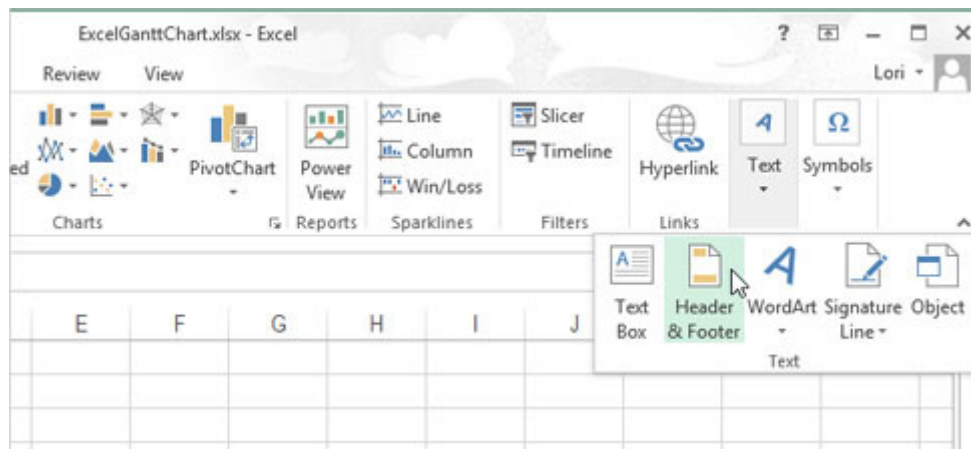 ExcelGanttChart.xlsx - Excel
?
Review View
Lori
ed
PivotChart
Power
View
Line
Column
Win/Loss
Slicer
Timeline
Hyperlink
A
Text
Ω
Symbols
Charts Reports Sparklines Filters Links
A
Text
Box
Header
& Footer
A
WordArt
Signature
Line
Object
Text
E F G H I J